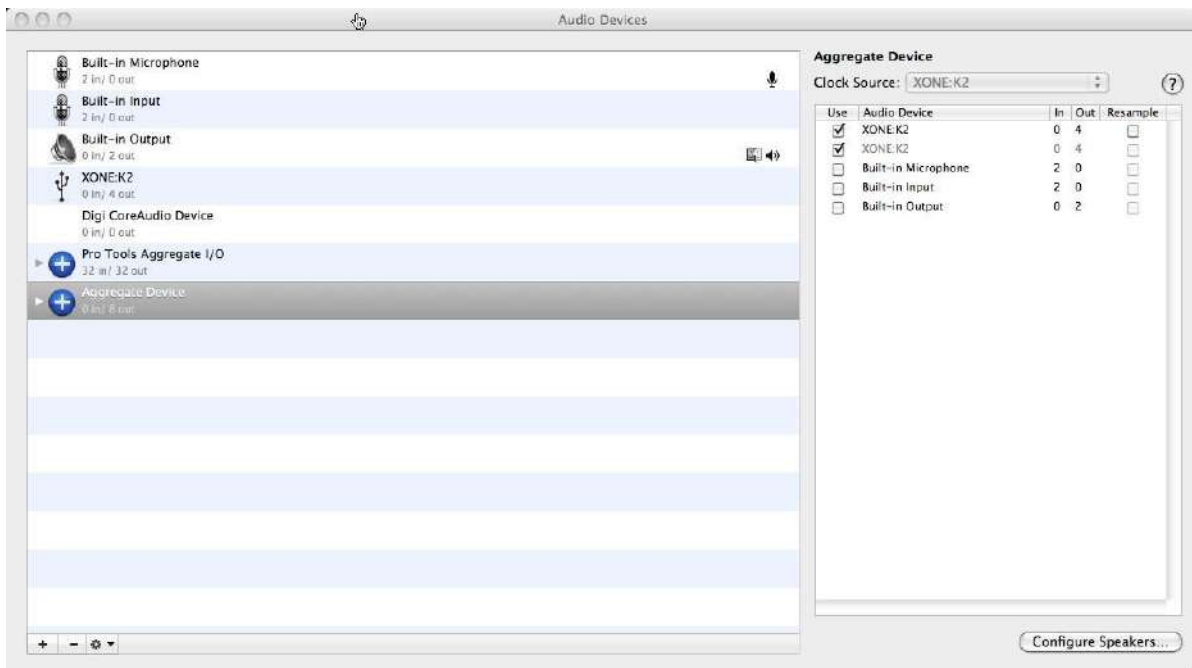 Audio Devices
Built-in Microphone
2 in/ 0 out
Built-in Input
2 in/ 0 out
Built-in Output
0 in/ 2 out
XONE:K2
0 in/ 4 out
Digi CoreAudio Device
0 in/ 0 out
Pro Tools Aggregate I/O
32 in/ 32 out
Aggregate Device
0 in/ 8 out
Aggregate Device
Clock Source: XONE:K2
?
Use Audio Device In Out Resample
XONE:K2 0 4
XONE:K2 0 4
Built-in Microphone 2 0
Built-in Input 2 0
Built-in Output 0 2
Configure Speakers...